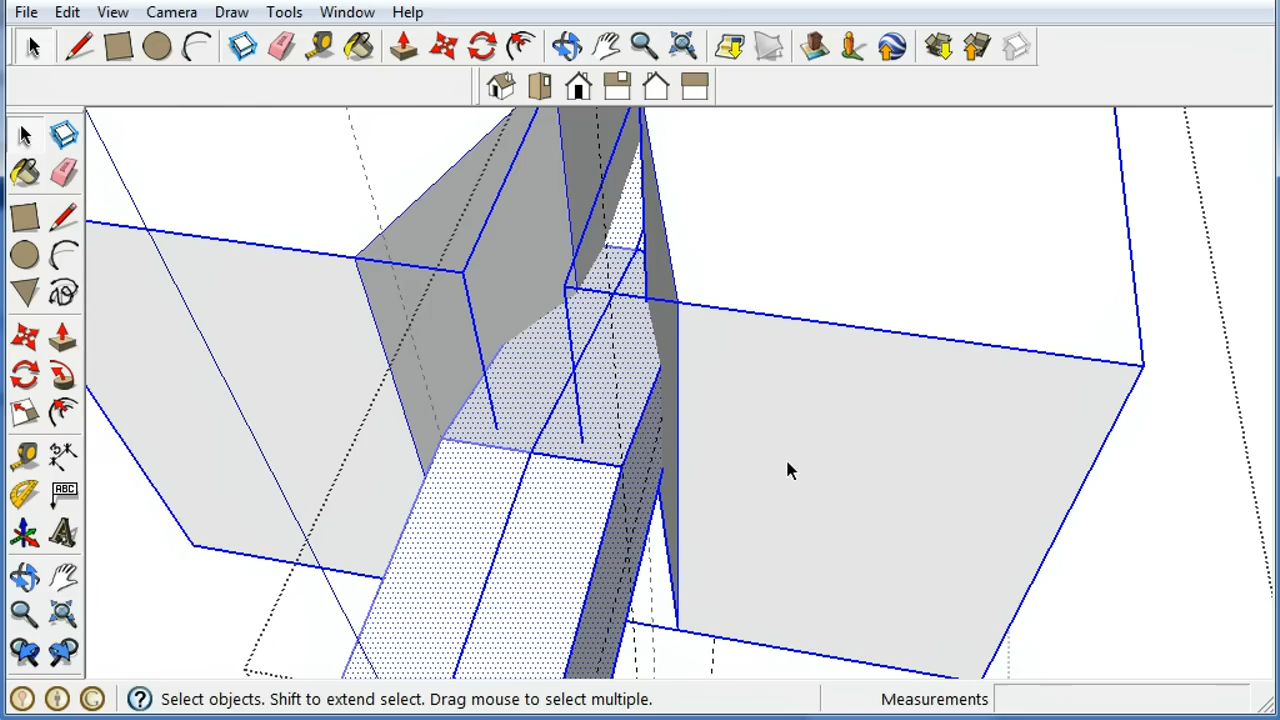 File Edit View Camera Draw Tools Window Help
ABC
Select objects. Shift to extend select. Drag mouse to select multiple.
Measurements